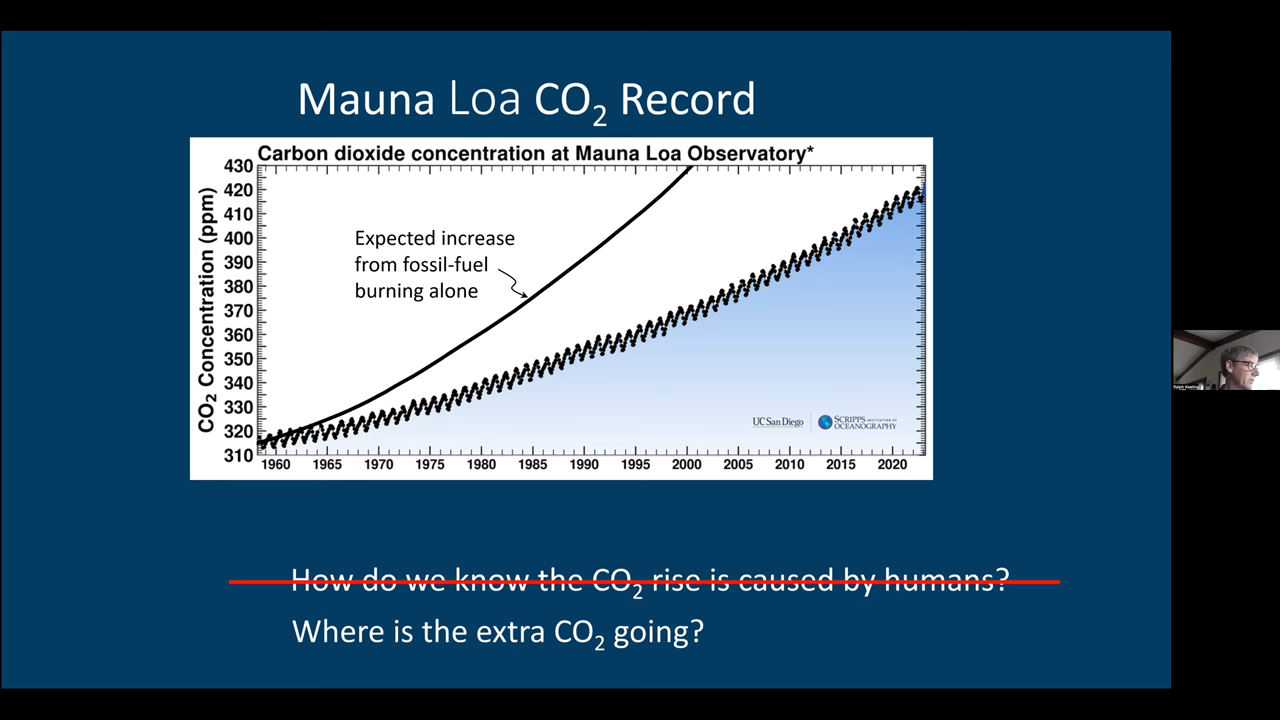 Mauna Loa CO₂ Record
Carbon dioxide concentration at Mauna Loa Observatory*
CO₂ Concentration (ppm)
430
420
410
400
390
380
370
360
350
340
330
320
310
Expected increase
from fossil-fuel
burning alone
UC San Diego
SCRIPPS INSTITUTION OF
OCEANOGRAPHY
1960 1965 1970 1975 1980 1985 1990 1995 2000 2005 2010 2015 2020
Ralph Keeling
How do we know the CO₂ rise is caused by humans?
Where is the extra CO₂ going?